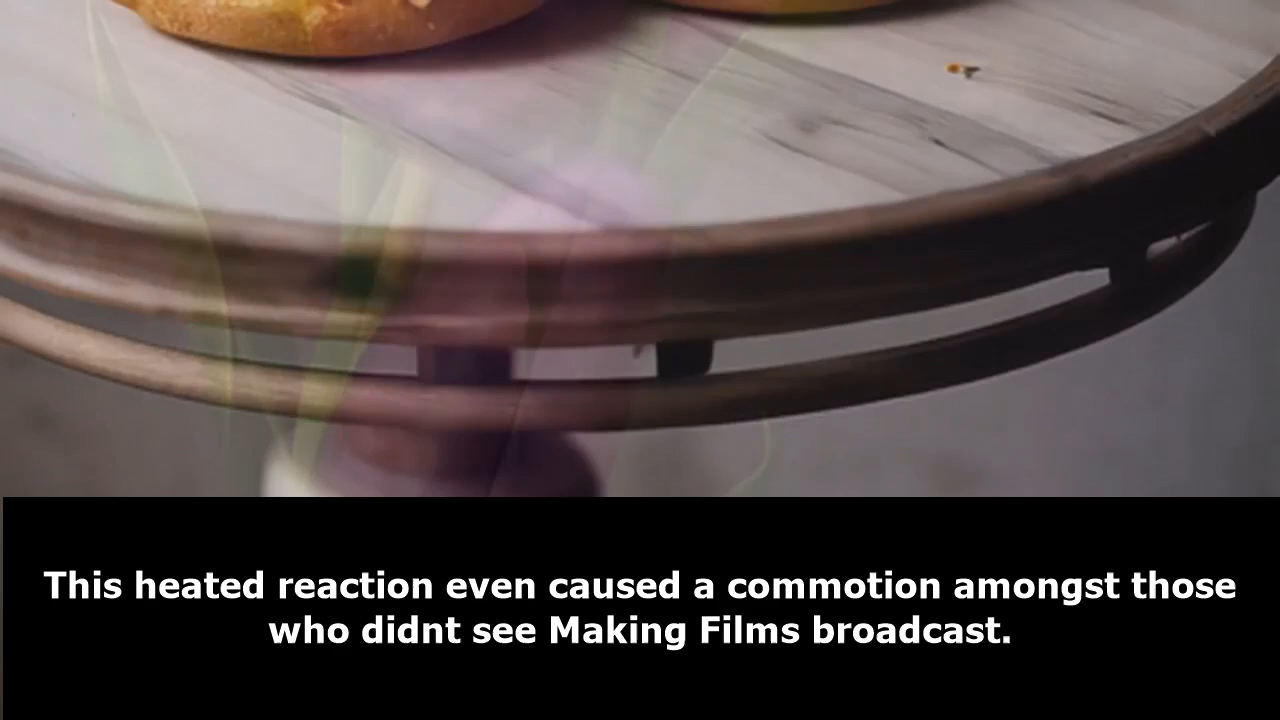 This heated reaction even caused a commotion amongst those
who didnt see Making Films broadcast.